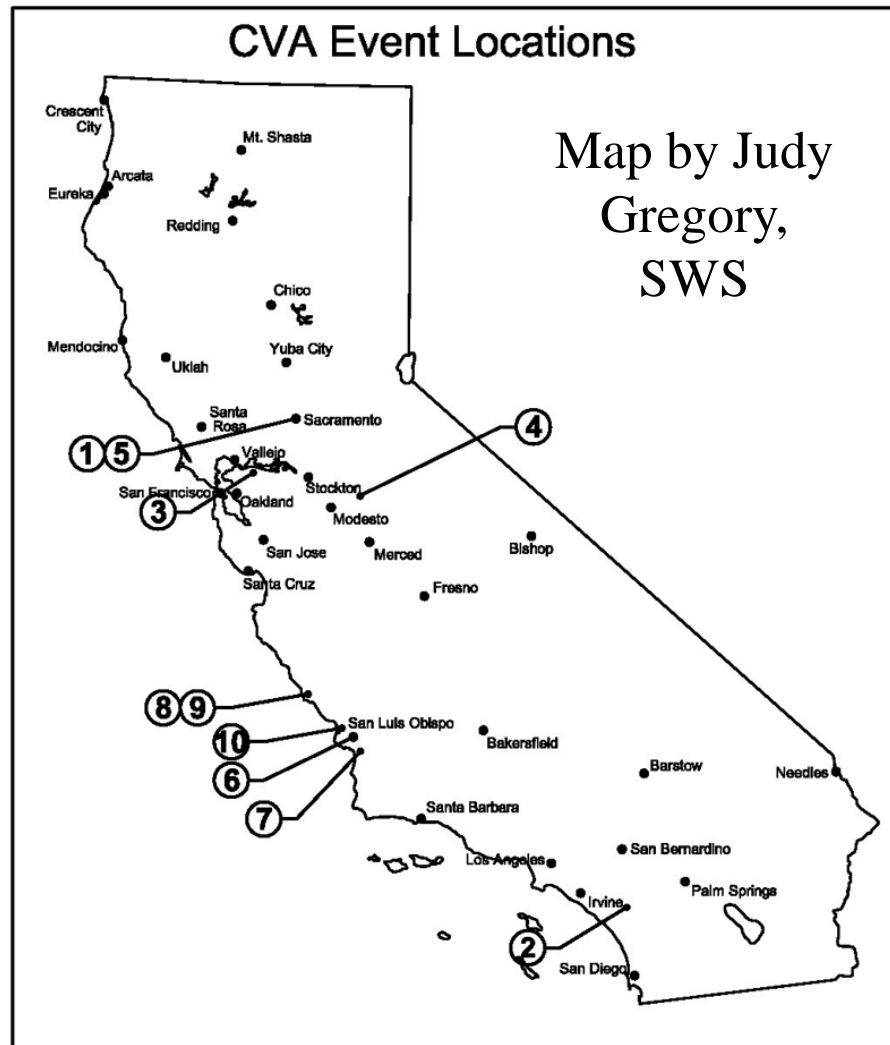 CVA Event Locations
Map by Judy
Gregory,
SWS
Crescent
City
Mt. Shasta
Arcata
Eureka
Redding
Chico
Mendocino
Ukiah
Yuba City
Santa
Rosa
Sacramento
1 5
4
Vallejo
San Francisco
Oakland
Stockton
3
Modesto
San Jose
Merced
Bishop
Santa Cruz
Fresno
8 9
San Luis Obispo
10
Bakersfield
6
Barstow
Needles
7
Santa Barbara
San Bernardino
Los Angeles
Palm Springs
Irvine
2
San Diego